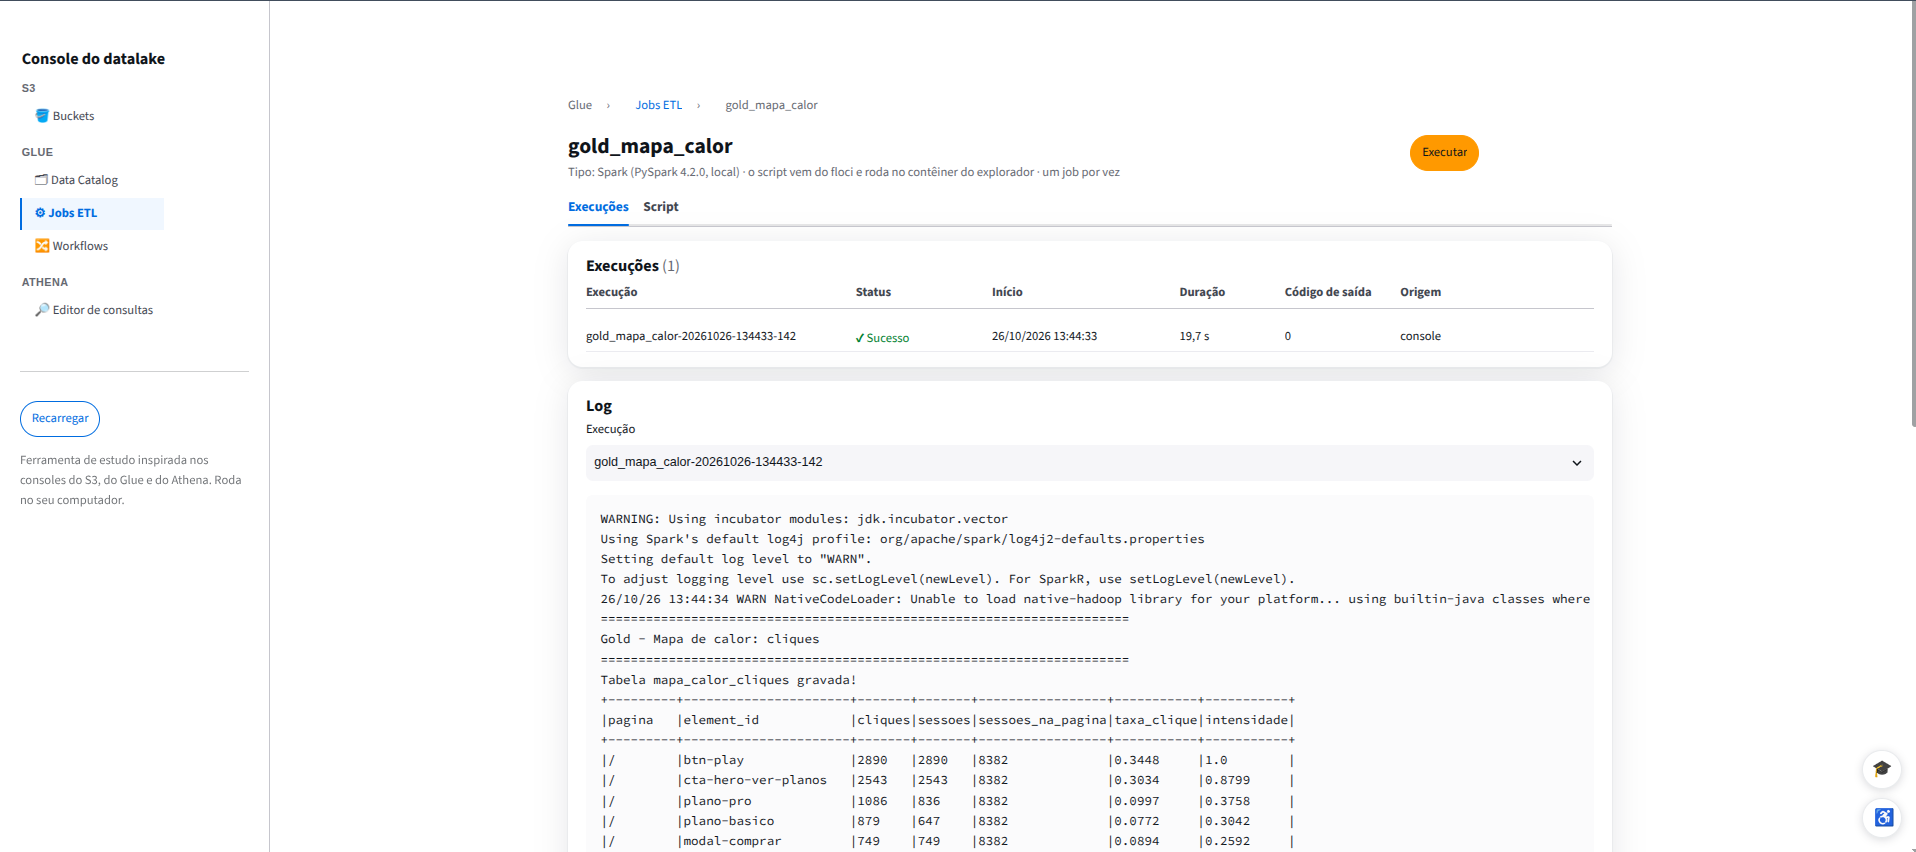 Console do datalake
S3
Buckets
GLUE
Data Catalog
Jobs ETL
Workflows
ATHENA
Editor de consultas
Recarregar
Ferramenta de estudo inspirada nos
consoles do S3, do Glue e do Athena. Roda
no seu computador.
Glue › Jobs ETL › gold_mapa_calor
gold_mapa_calor
Executar
Tipo: Spark (PySpark 4.2.0, local) · o script vem do floci e roda no contêiner do explorador · um job por vez
Execuções Script
Execuções (1)
Execução Status Início Duração Código de saída Origem
gold_mapa_calor-20261026-134433-142 ✓ Sucesso 26/10/2026 13:44:33 19,7 s 0 console
Log
Execução
gold_mapa_calor-20261026-134433-142
WARNING: Using incubator modules: jdk.incubator.vector
Using Spark's default log4j profile: org/apache/spark/log4j2-defaults.properties
Setting default log level to "WARN".
To adjust logging level use sc.setLogLevel(newLevel). For SparkR, use setLogLevel(newLevel).
26/10/26 13:44:34 WARN NativeCodeLoader: Unable to load native-hadoop library for your platform... using builtin-java classes where
======================================================================
Gold - Mapa de calor: cliques
======================================================================
Tabela mapa_calor_cliques gravada!
+---------+----------------------+-------+-------+-----------------+-----------+-----------+
|pagina   |element_id            |cliques|sessoes|sessoes_na_pagina|taxa_clique|intensidade|
+---------+----------------------+-------+-------+-----------------+-----------+-----------+
|/        |btn-play              |2890   |2890   |8382             |0.3448     |1.0        |
|/        |cta-hero-ver-planos   |2543   |2543   |8382             |0.3034     |0.8799     |
|/        |plano-pro             |1086   |836    |8382             |0.0997     |0.3758     |
|/        |plano-basico          |879    |647    |8382             |0.0772     |0.3042     |
|/        |modal-comprar         |749    |749    |8382             |0.0894     |0.2592     |